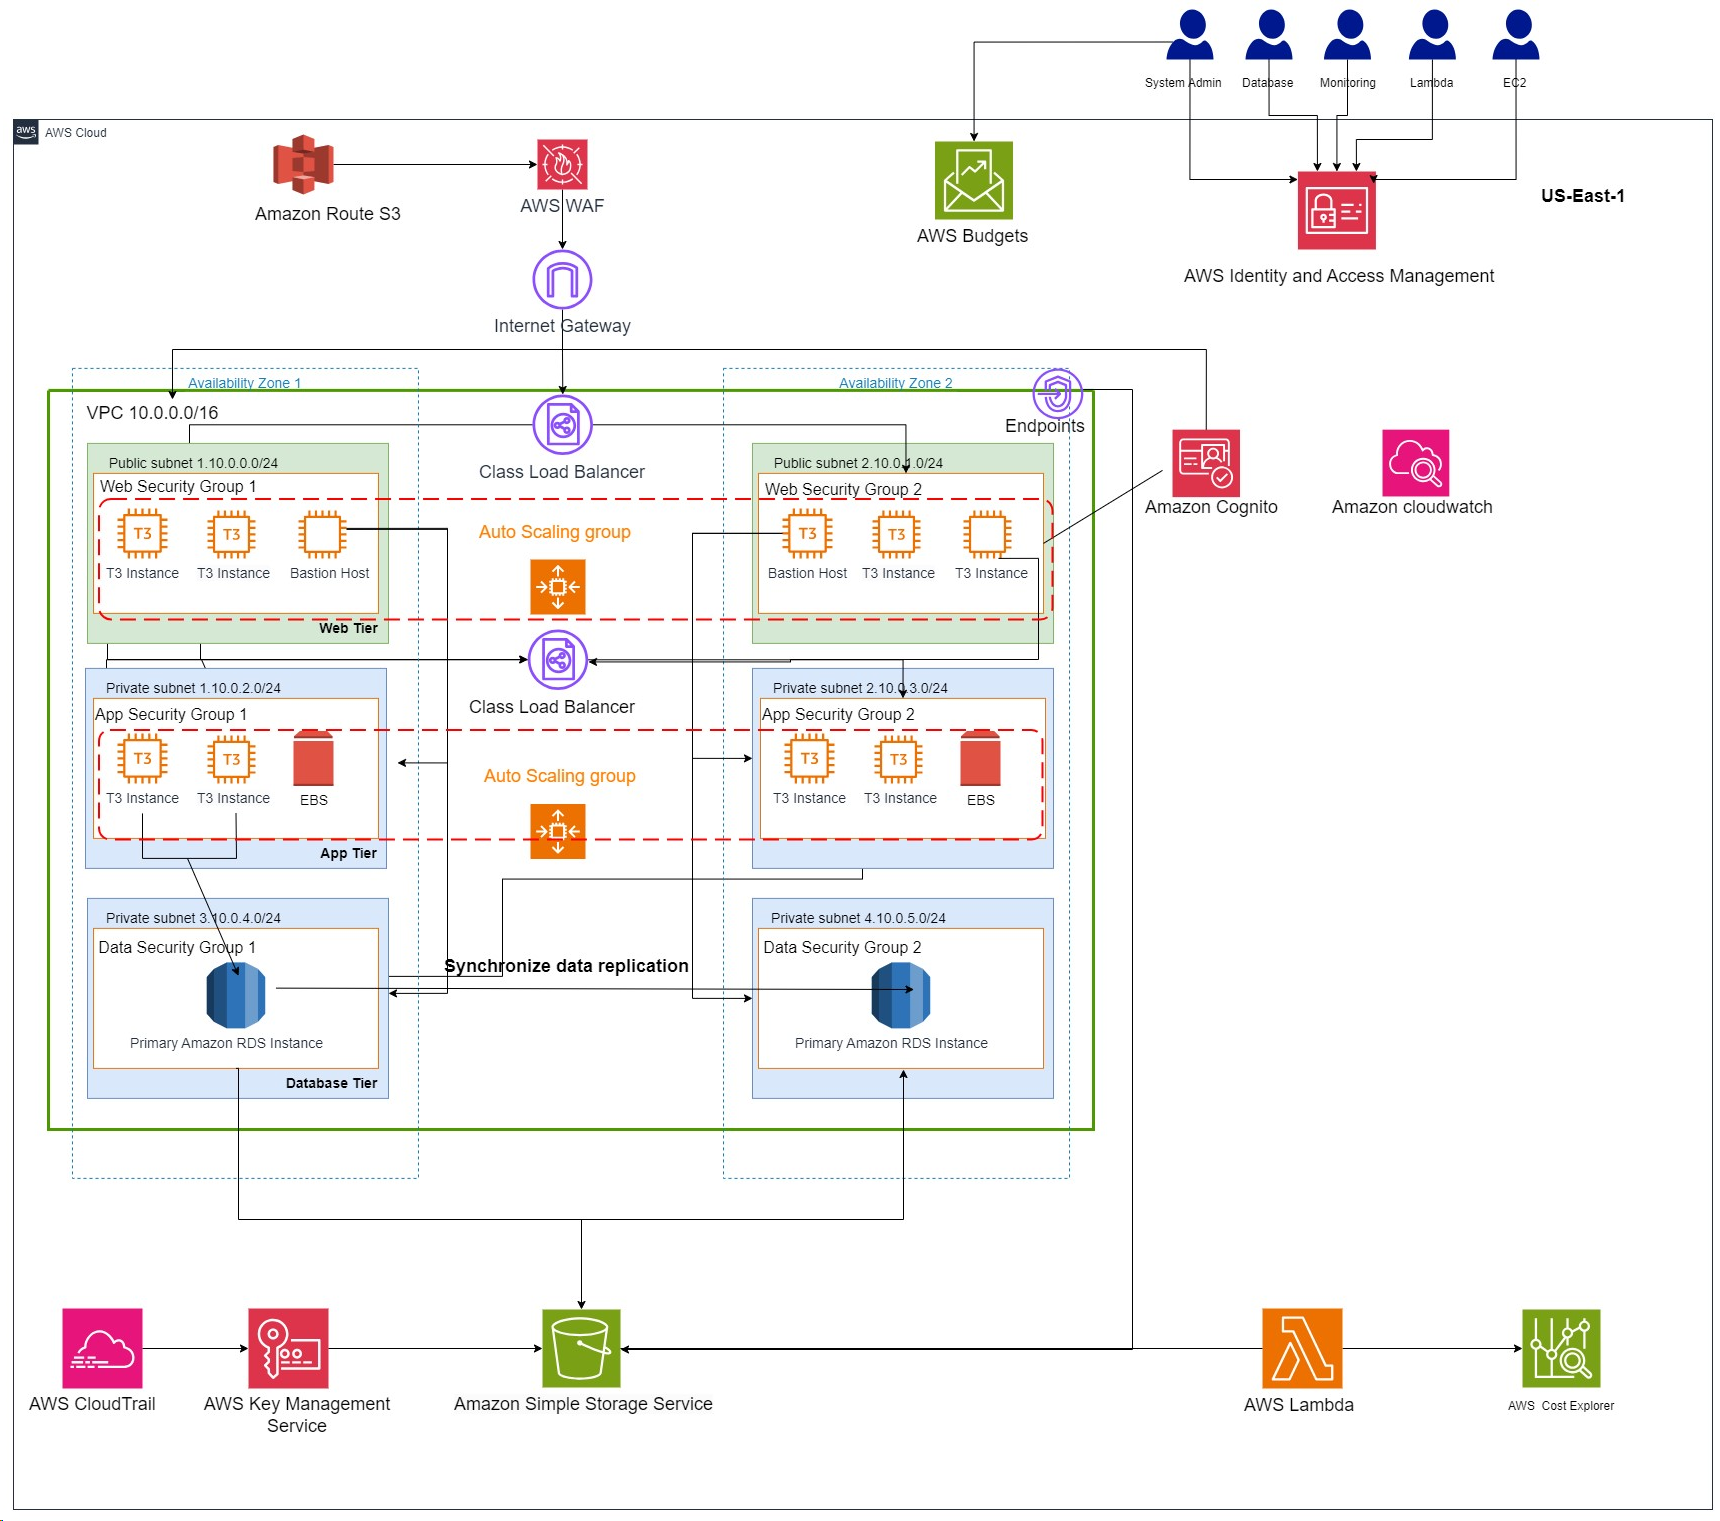 System Admin
Database
Monitoring
Lambda
EC2
aws
AWS Cloud
Amazon Route S3
AWS WAF
AWS Budgets
US-East-1
AWS Identity and Access Management
Internet Gateway
Availability Zone 1
Availability Zone 2
VPC 10.0.0.0/16
Endpoints
Class Load Balancer
Public subnet 1.10.0.0.0/24
Public subnet 2.10.0.1.0/24
Web Security Group 1
Web Security Group 2
Amazon Cognito
Amazon cloudwatch
T3
T3
Auto Scaling group
T3
T3
T3 Instance
T3 Instance
Bastion Host
Bastion Host
T3 Instance
T3 Instance
Web Tier
Class Load Balancer
Private subnet 1.10.0.2.0/24
Private subnet 2.10.0.3.0/24
App Security Group 1
App Security Group 2
T3
T3
Auto Scaling group
T3
T3
T3 Instance
T3 Instance
EBS
T3 Instance
T3 Instance
EBS
App Tier
Private subnet 3.10.0.4.0/24
Private subnet 4.10.0.5.0/24
Data Security Group 1
Data Security Group 2
Synchronize data replication
Primary Amazon RDS Instance
Primary Amazon RDS Instance
Database Tier
AWS CloudTrail
AWS Key Management
Service
Amazon Simple Storage Service
AWS Lambda
AWS Cost Explorer